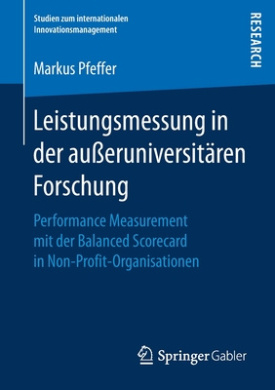 Studien zum internationalen
Innovationsmanagement
RESEARCH
Markus Pfeffer
Leistungsmessung in
der außeruniversitären
Forschung
Performance Measurement
mit der Balanced Scorecard
in Non-Profit-Organisationen
Springer Gabler